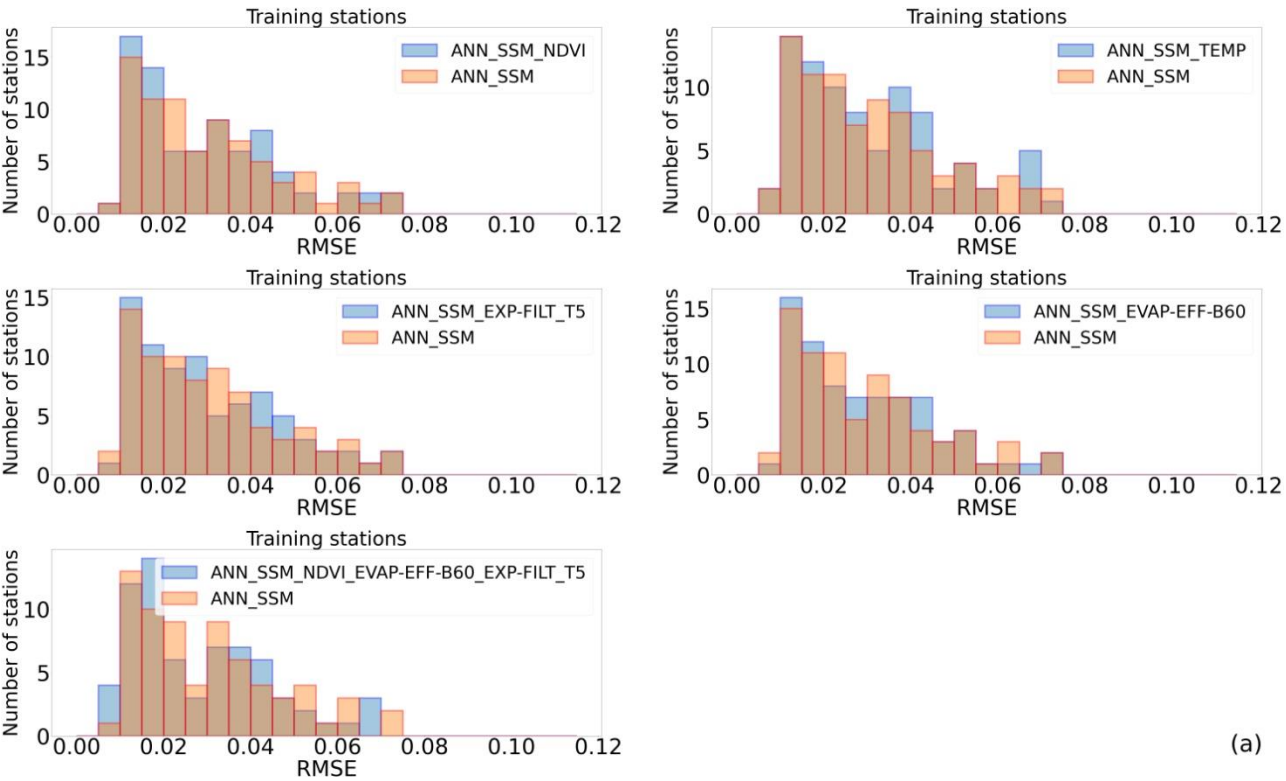 Training stations
Number of stations
15
10
5
0
ANN_SSM_NDVI
ANN_SSM
0.00 0.02 0.04 0.06 0.08 0.10 0.12
RMSE
Training stations
Number of stations
10
5
0
ANN_SSM_TEMP
ANN_SSM
0.00 0.02 0.04 0.06 0.08 0.10 0.12
RMSE
Training stations
Number of stations
15
10
5
0
ANN_SSM_EXP-FILT_T5
ANN_SSM
0.00 0.02 0.04 0.06 0.08 0.10 0.12
RMSE
Training stations
Number of stations
15
10
5
0
ANN_SSM_EVAP-EFF-B60
ANN_SSM
0.00 0.02 0.04 0.06 0.08 0.10 0.12
RMSE
Training stations
Number of stations
10
5
0
ANN_SSM_NDVI_EVAP-EFF-B60_EXP-FILT_T5
ANN_SSM
0.00 0.02 0.04 0.06 0.08 0.10 0.12
RMSE
(a)